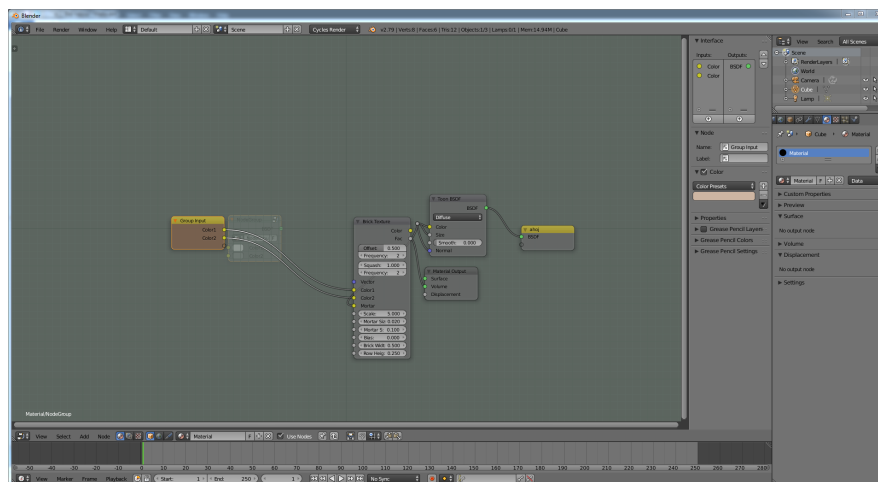 Blender
File Render Window Help Default Scene Cycles Render v2.79 | Verts:8 | Faces:6 | Tris:12 | Objects:1/3 | Lamps:0/1 | Mem:14.94M | Cube
Interface
Inputs: Outputs:
Color BSDF
Color
Node
Name: Group Input
Label:
Color
Color Presets
Properties
Grease Pencil Layers
Grease Pencil Colors
Grease Pencil Settings
View Search All Scenes
Scene
RenderLayers
World
Camera
Cube
Lamp
Cube Material
Material
Material F Data
Custom Properties
Preview
Surface
No output node
Volume
Displacement
No output node
Settings
Group Input
Color1
Color2
Brick Texture
Color
Fac
Offset: 0.500
Frequency: 2
Squash: 1.000
Frequency: 2
Vector
Color1
Color2
Mortar
Scale: 5.000
Mortar Siz: 0.020
Mortar S: 0.100
Bias: 0.000
Brick Widt: 0.500
Row Heig: 0.250
Toon BSDF
BSDF
Diffuse
Color
Size
Smooth: 0.000
Normal
Material Output
Surface
Volume
Displacement
BSDF
Material/NodeGroup
View Select Add Node Material F Use Nodes
-50 -40 -30 -20 -10 0 10 20 30 40 50 60 70 80 90 100 110 120 130 140 150 160 170 180 190 200 210 220 230 240 250 260 270 280
View Marker Frame Playback Start: 1 End: 250 1 No Sync